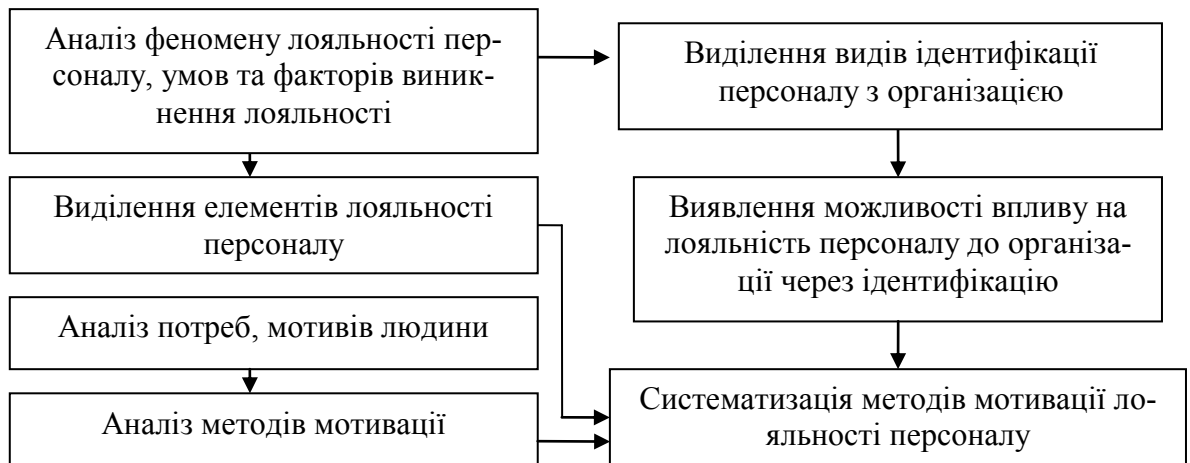 Аналіз феномену лояльності пер-
соналу, умов та факторів виник-
нення лояльності
Виділення видів ідентифікації
персоналу з організацією
Виділення елементів лояльності
персоналу
Виявлення можливості впливу на
лояльність персоналу до організа-
ції через ідентифікацію
Аналіз потреб, мотивів людини
Аналіз методів мотивації
Систематизація методів мотивації ло-
яльності персоналу